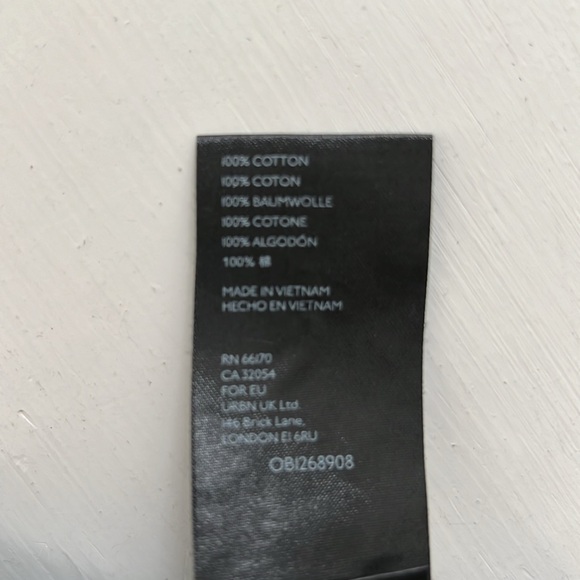 100% COTTON
100% COTON
100% BAUMWOLLE
100% COTONE
100% ALGODÓN
100% 棉
MADE IN VIETNAM
HECHO EN VIETNAM
RN 66170
CA 32054
FOR EU
URBN UK Ltd.
146 Brick Lane,
LONDON E1 6RU
OB1268908